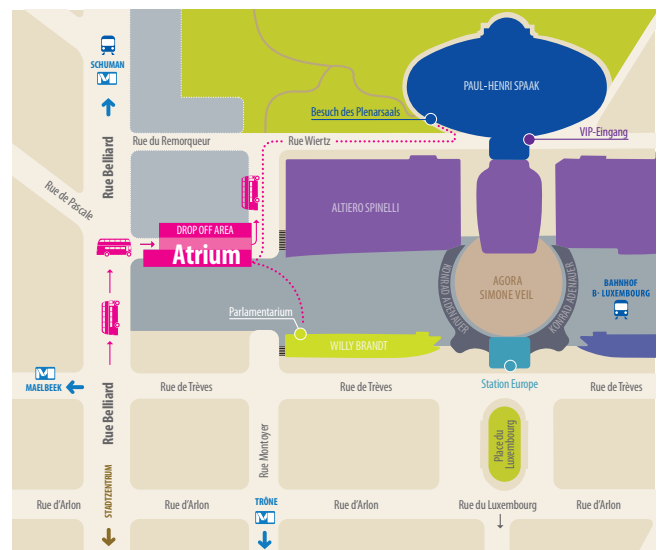 SCHUMAN
M
PAUL-HENRI SPAAK
Besuch des Plenarsaals
VIP-Eingang
Rue du Remorqueur
Rue Wiertz
Rue Belliard
Rue de Pascale
ALTIERO SPINELLI
DROP OFF AREA
Atrium
KONRAD ADENAUER
AGORA
SIMONE VEIL
KONRAD ADENAUER
BAHNHOF
B- LUXEMBOURG
Parlamentarium
WILLY BRANDT
M
MAELBEEK
Rue Belliard
Rue de Trèves
Rue de Trèves
Station Europe
Rue de Trèves
Rue Montoyer
Place du
Luxembourg
STADTZENTRUM
Rue d'Arlon
Rue d'Arlon
TRÔNE
M
Rue d'Arlon
Rue du Luxembourg
Rue d'Arlon